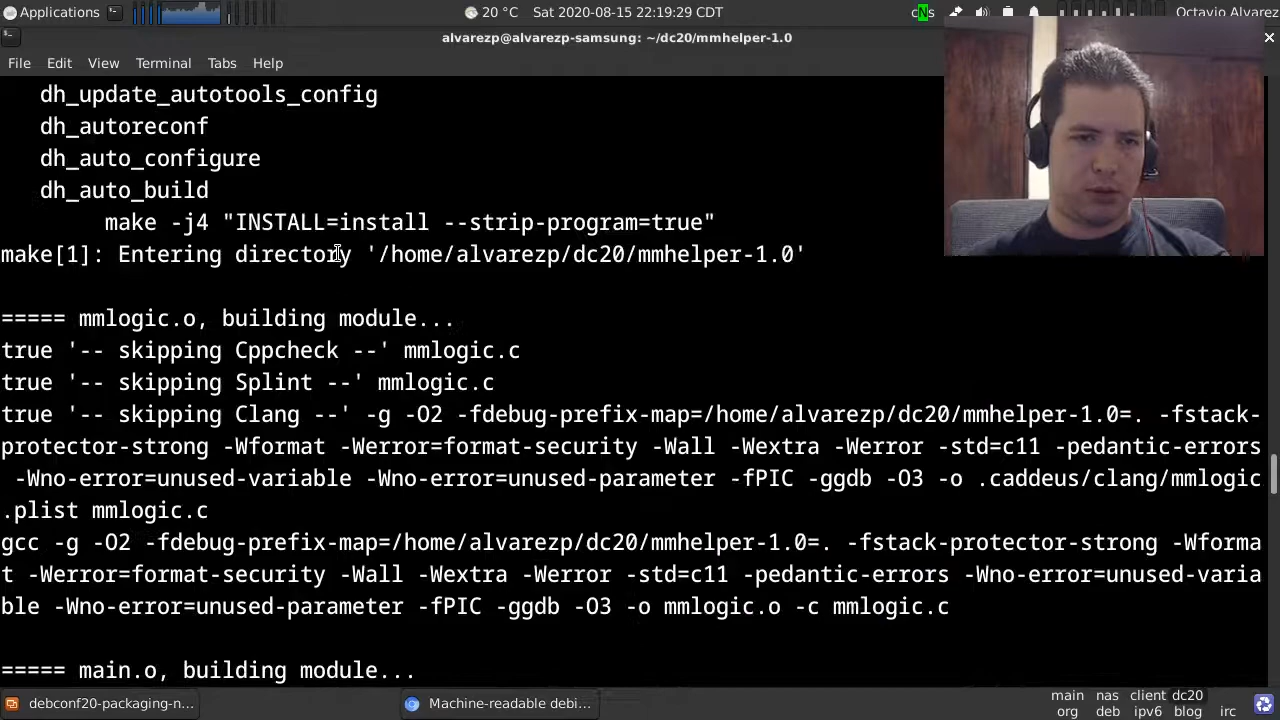 Applications
20 °C Sat 2020-08-15 22:19:29 CDT
Octavio Alvarez
alvarezp@alvarezp-samsung: ~/dc20/mmhelper-1.0
File Edit View Terminal Tabs Help
dh_update_autotools_config
dh_autoreconf
dh_auto_configure
dh_auto_build
make -j4 "INSTALL=install --strip-program=true"
make[1]: Entering directory '/home/alvarezp/dc20/mmhelper-1.0'
===== mmlogic.o, building module...
true '-- skipping Cppcheck --' mmlogic.c
true '-- skipping Splint --' mmlogic.c
true '-- skipping Clang --' -g -O2 -fdebug-prefix-map=/home/alvarezp/dc20/mmhelper-1.0=. -fstack-
protector-strong -Wformat -Werror=format-security -Wall -Wextra -Werror -std=c11 -pedantic-errors
-Wno-error=unused-variable -Wno-error=unused-parameter -fPIC -ggdb -O3 -o .caddeus/clang/mmlogic
.plist mmlogic.c
gcc -g -O2 -fdebug-prefix-map=/home/alvarezp/dc20/mmhelper-1.0=. -fstack-protector-strong -Wforma
t -Werror=format-security -Wall -Wextra -Werror -std=c11 -pedantic-errors -Wno-error=unused-varia
ble -Wno-error=unused-parameter -fPIC -ggdb -O3 -o mmlogic.o -c mmlogic.c
===== main.o, building module...
debconf20-packaging-n...
Machine-readable debi...
main nas client dc20
org deb ipv6 blog irc